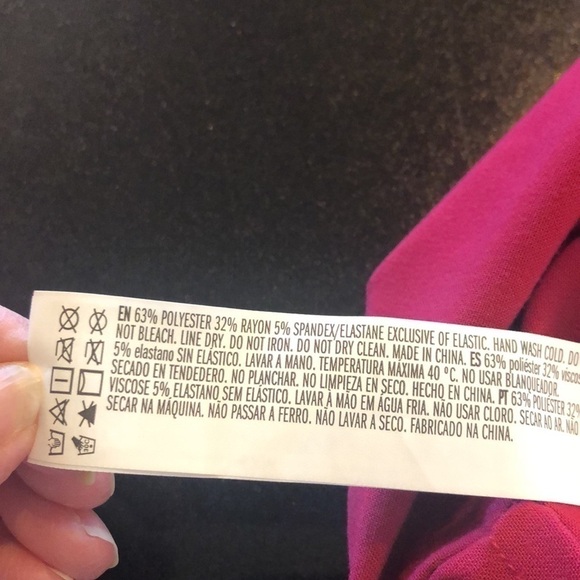 EN 63% POLYESTER 32% RAYON 5% SPANDEX/ELASTANE EXCLUSIVE OF ELASTIC. HAND WASH COLD. DO
NOT BLEACH. LINE DRY. DO NOT IRON. DO NOT DRY CLEAN. MADE IN CHINA. ES 63% poliéster 32% viscosa
5% elastano SIN ELÁSTICO. LAVAR A MANO. TEMPERATURA MÁXIMA 40 °C. NO USAR BLANQUEADOR.
SECADO EN TENDEDERO. NO PLANCHAR. NO LIMPIEZA EN SECO. HECHO EN CHINA. PT 63% POLIÉSTER 32%
VISCOSE 5% ELASTANO SEM ELÁSTICO. LAVAR À MÃO EM ÁGUA FRIA. NÃO USAR CLORO. SECAR AO AR. NÃO
SECAR NA MÁQUINA. NÃO PASSAR A FERRO. NÃO LAVAR A SECO. FABRICADO NA CHINA.